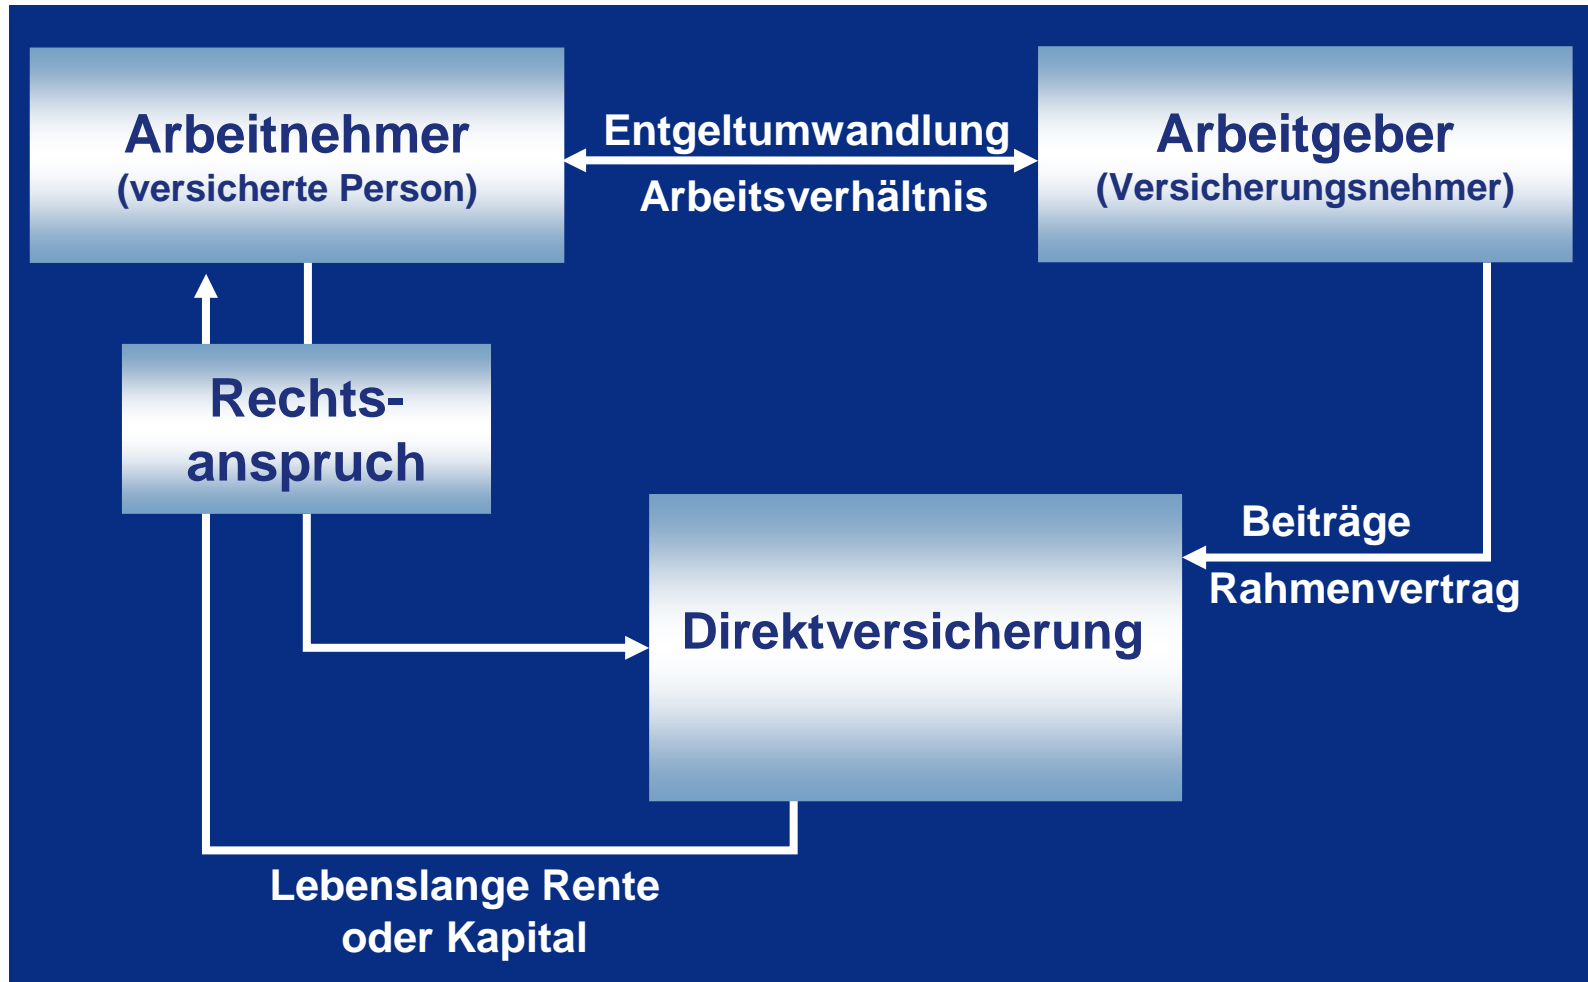 Arbeitnehmer
(versicherte Person)
Entgeltumwandlung
Arbeitsverhältnis
Arbeitgeber
(Versicherungsnehmer)
Rechts-
anspruch
Direktversicherung
Beiträge
Rahmenvertrag
Lebenslange Rente
oder Kapital